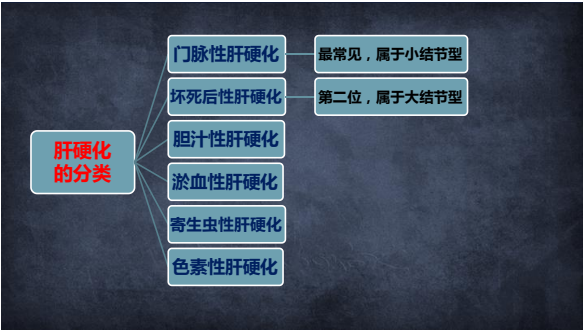 肝硬化
的分类
门脉性肝硬化
最常见，属于小结节型
坏死后性肝硬化
第二位，属于大结节型
胆汁性肝硬化
淤血性肝硬化
寄生虫性肝硬化
色素性肝硬化